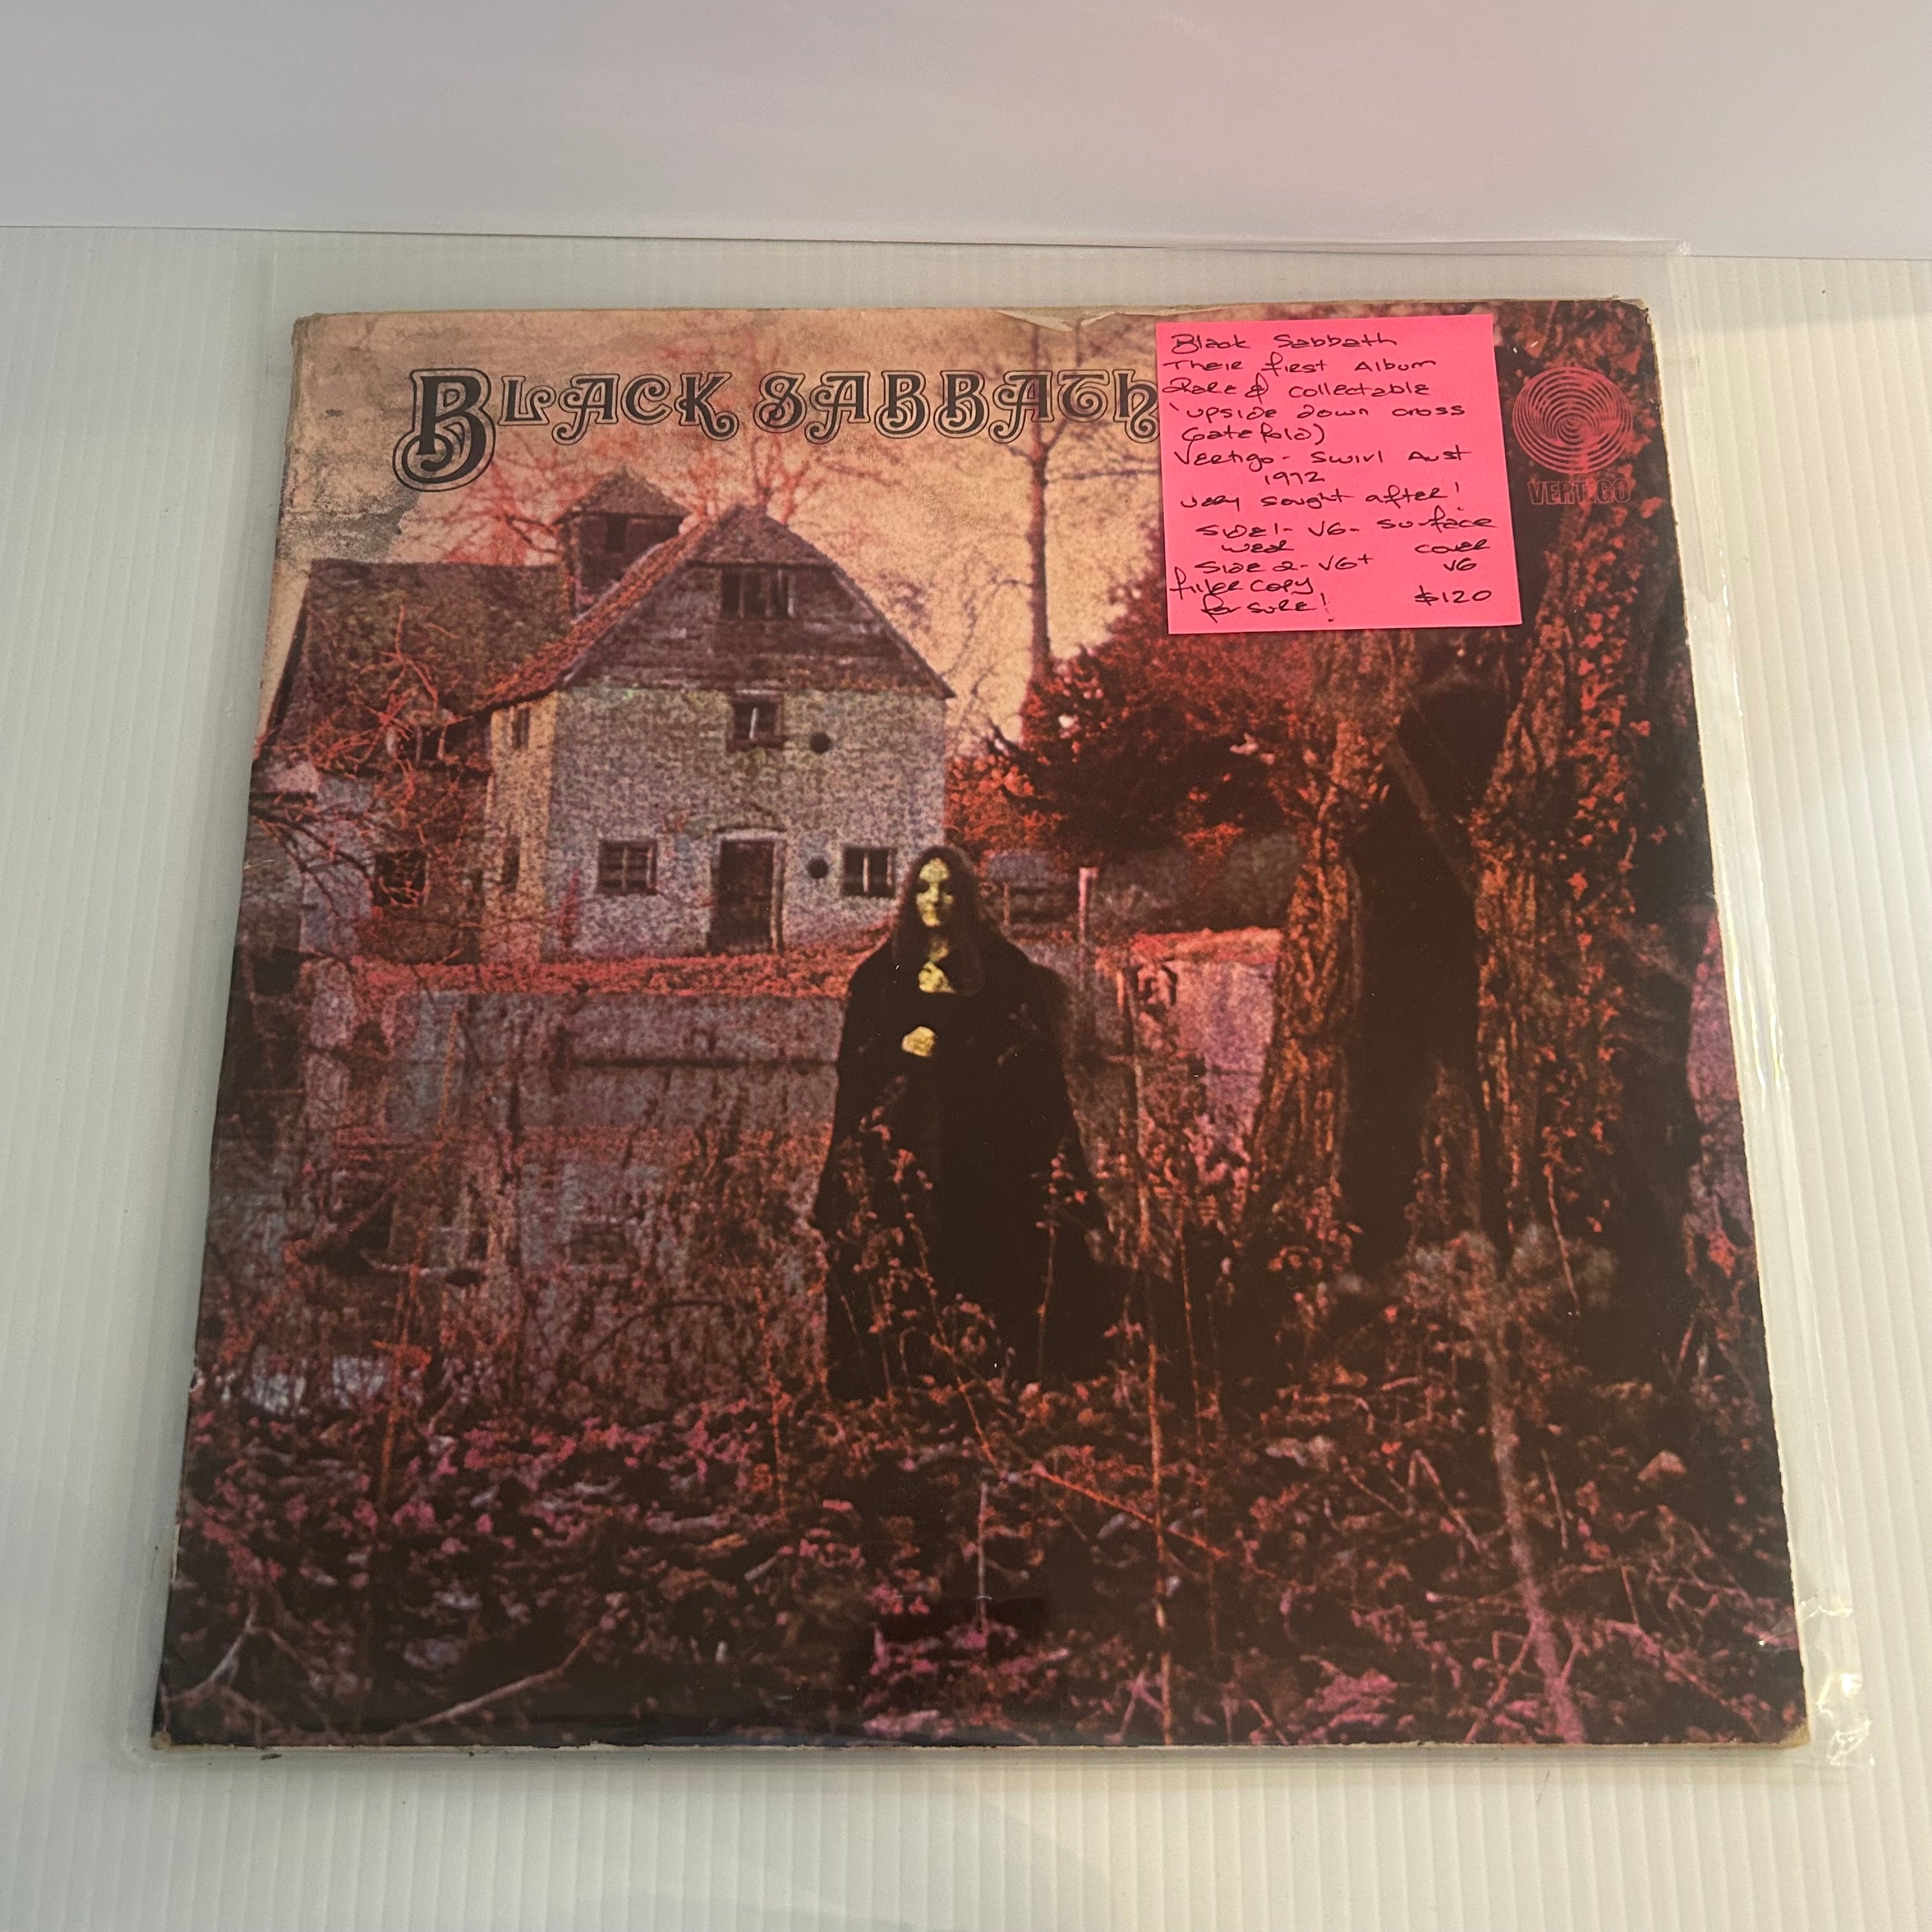 BLACK SABBATH
VERTIGO
Black Sabbath
Their first Album
Rare & Collectable
'upside down cross
Gatefold)
Vertigo - Swirl Aust
1972
Very sought after!
Side 1 - VG - Surface
wear
Side 2 - VG+
cover
VG
filler copy
for sure!
$120